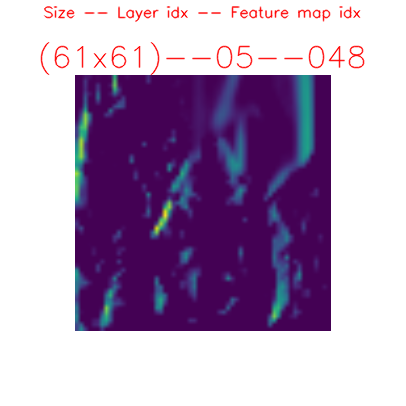 Size -- Layer idx -- Feature map idx
(61x61)--05--048